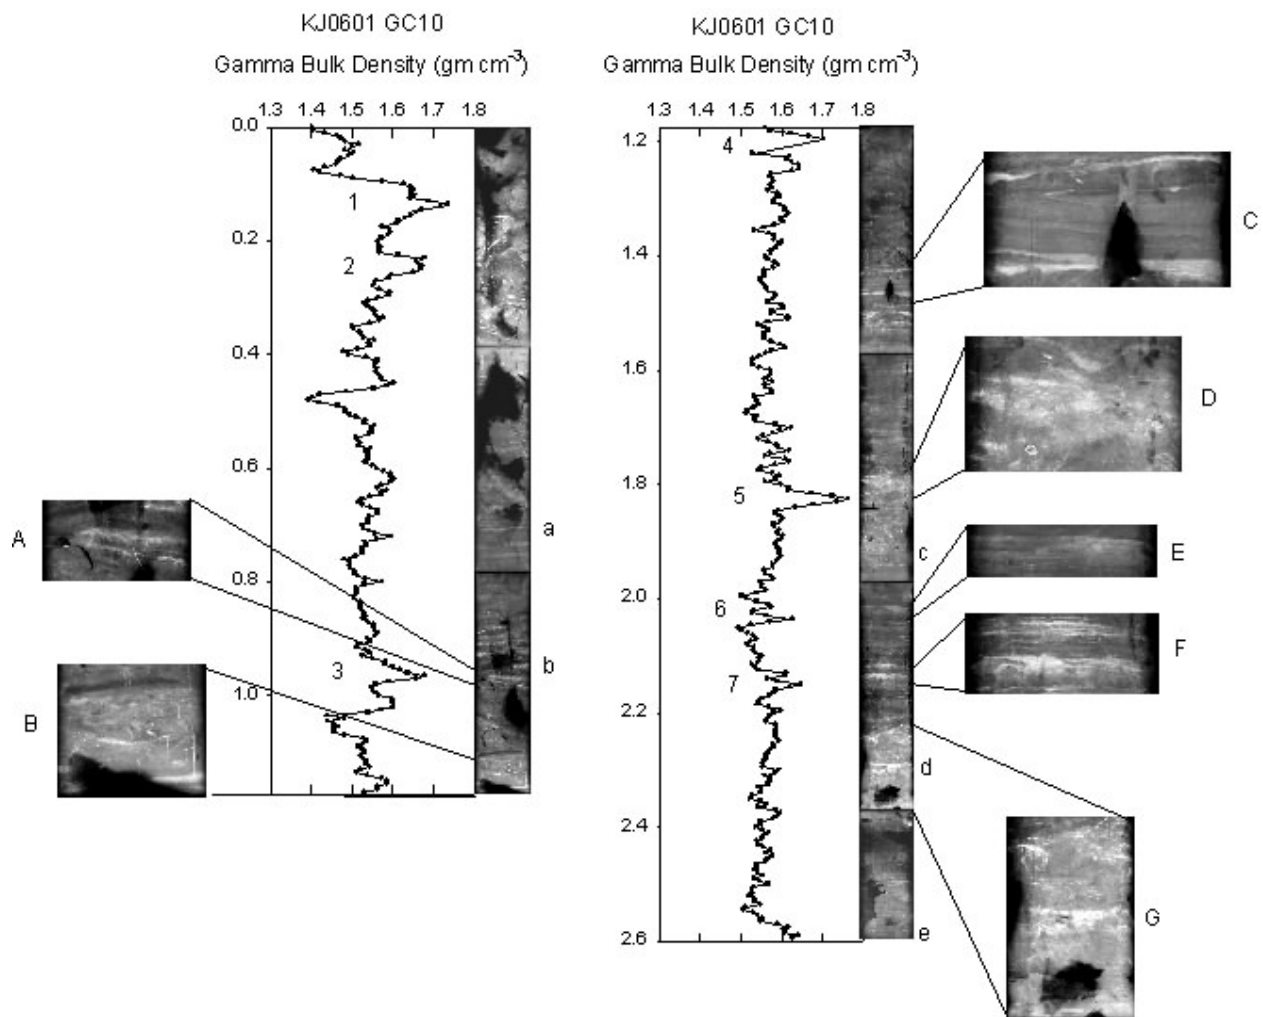 KJ0601 GC10
Gamma Bulk Density (gm cm⁻³)
1.3 1.4 1.5 1.6 1.7 1.8
0.0
0.2
0.4
0.6
0.8
1.0
1
2
3
a
b
A
B
KJ0601 GC10
Gamma Bulk Density (gm cm⁻³)
1.3 1.4 1.5 1.6 1.7 1.8
1.2
1.4
1.6
1.8
2.0
2.2
2.4
2.6
4
5
6
7
c
d
e
C
D
E
F
G